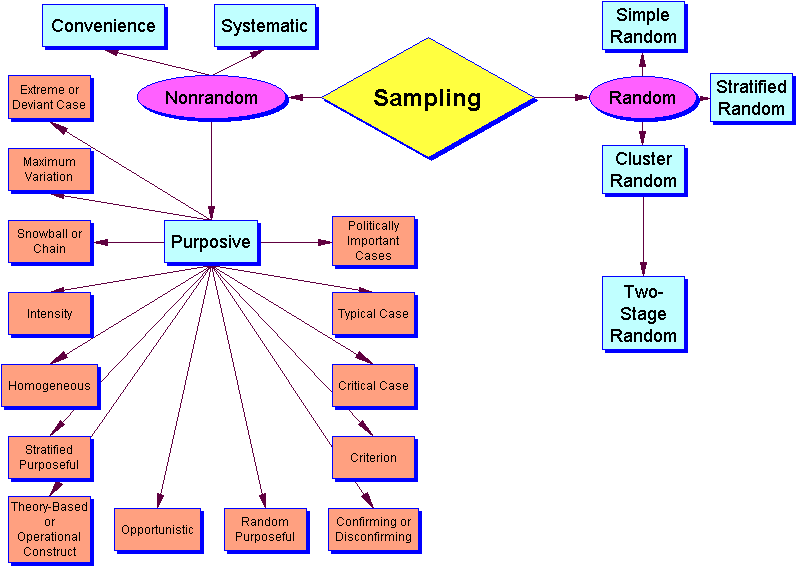 Convenience
Systematic
Simple
Random
Extreme or
Deviant Case
Nonrandom
Sampling
Random
Stratified
Random
Maximum
Variation
Cluster
Random
Snowball or
Chain
Purposive
Politically
Important
Cases
Intensity
Typical Case
Two-
Stage
Random
Homogeneous
Critical Case
Stratified
Purposeful
Criterion
Theory-Based
or
Operational
Construct
Opportunistic
Random
Purposeful
Confirming or
Disconfirming